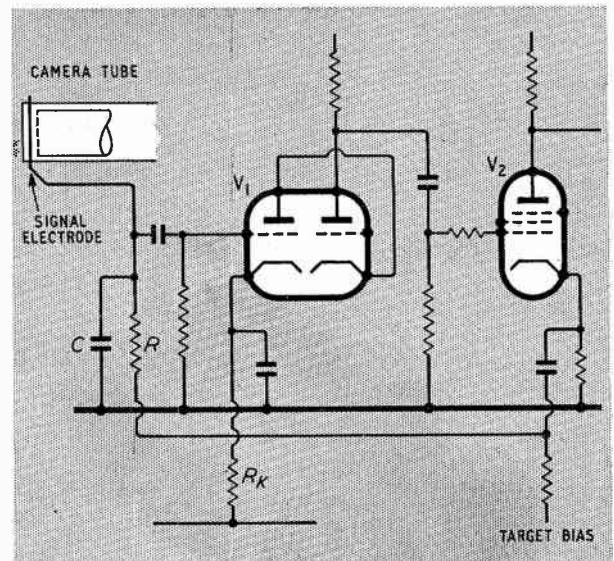 CAMERA TUBE
V1
V2
SIGNAL
ELECTRODE
C
R
RK
TARGET BIAS